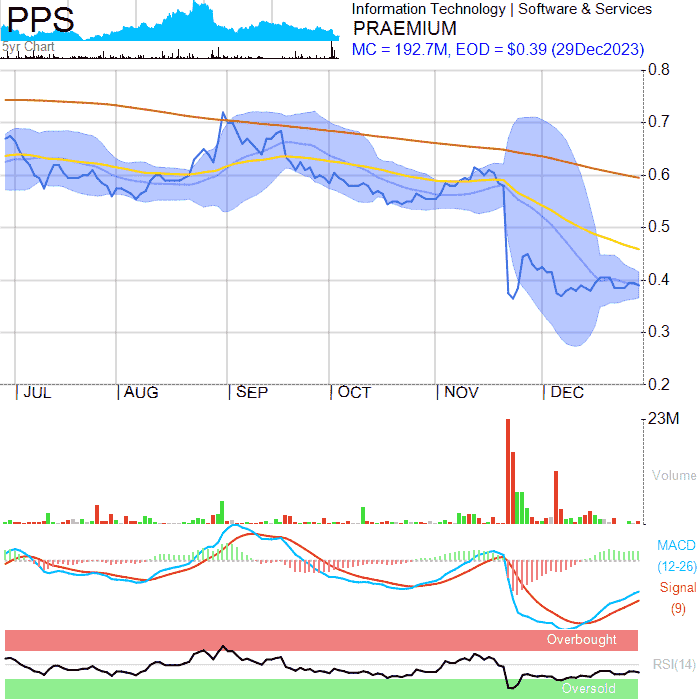 PPS
5yr Chart
Information Technology | Software & Services
PRAEMIUM
MC = 192.7M, EOD = $0.39 (29Dec2023)
0.8
0.7
0.6
0.5
0.4
0.3
0.2
|JUL |AUG |SEP |OCT |NOV |DEC
23M
Volume
MACD
(12-26)
Signal
(9)
Overbought
RSI(14)
Oversold